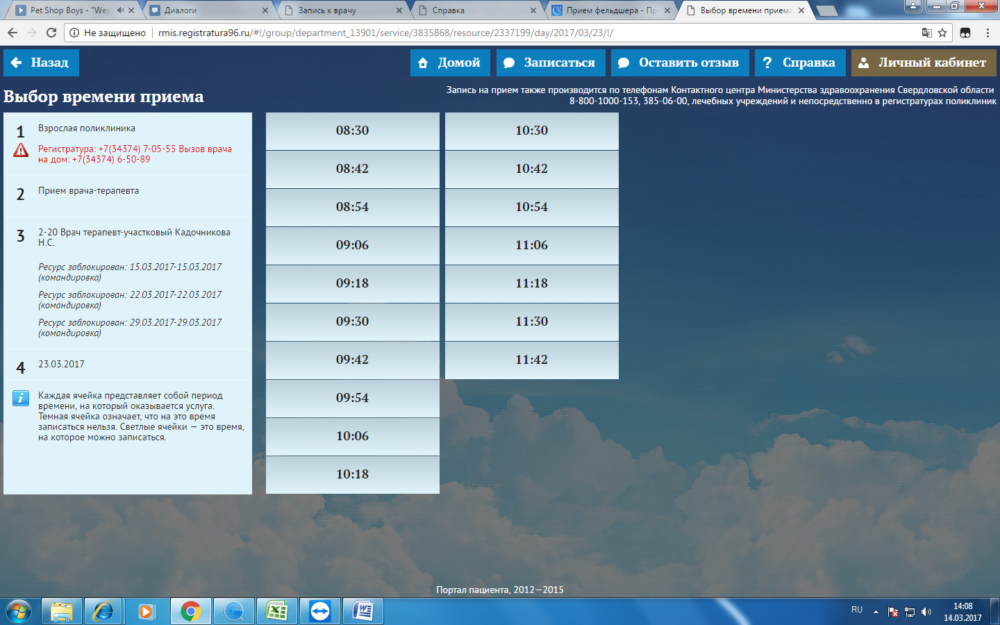 Pet Shop Boys - "Wes
Диалоги
Запись к врачу
Справка
Прием фельдшера - Пр
Выбор времени приема
Не защищено
rmis.registratura96.ru/#!/group/department_13901/service/3835868/resource/2337199/day/2017/03/23/!/
Назад
Домой
Записаться
Оставить отзыв
Справка
Личный кабинет
Выбор времени приема
Запись на прием также производится по телефонам Контактного центра Министерства здравоохранения Свердловской области
8-800-1000-153, 385-06-00, лечебных учреждений и непосредственно в регистратурах поликлиник
1 Взрослая поликлиника
Регистратура: +7(34374) 7-05-55 Вызов врача
на дом: +7(34374) 6-50-89
2 Прием врача-терапевта
3 2-20 Врач терапевт-участковый Кадочникова
Н.С.
Ресурс заблокирован: 15.03.2017-15.03.2017
(командировка)
Ресурс заблокирован: 22.03.2017-22.03.2017
(командировка)
Ресурс заблокирован: 29.03.2017-29.03.2017
(командировка)
4 23.03.2017
Каждая ячейка представляет собой период
времени, на который оказывается услуга.
Темная ячейка означает, что на это время
записаться нельзя. Светлые ячейки — это время,
на которое можно записаться.
08:30
08:42
08:54
09:06
09:18
09:30
09:42
09:54
10:06
10:18
10:30
10:42
10:54
11:06
11:18
11:30
11:42
Портал пациента, 2012—2015
RU
14:08
14.03.2017